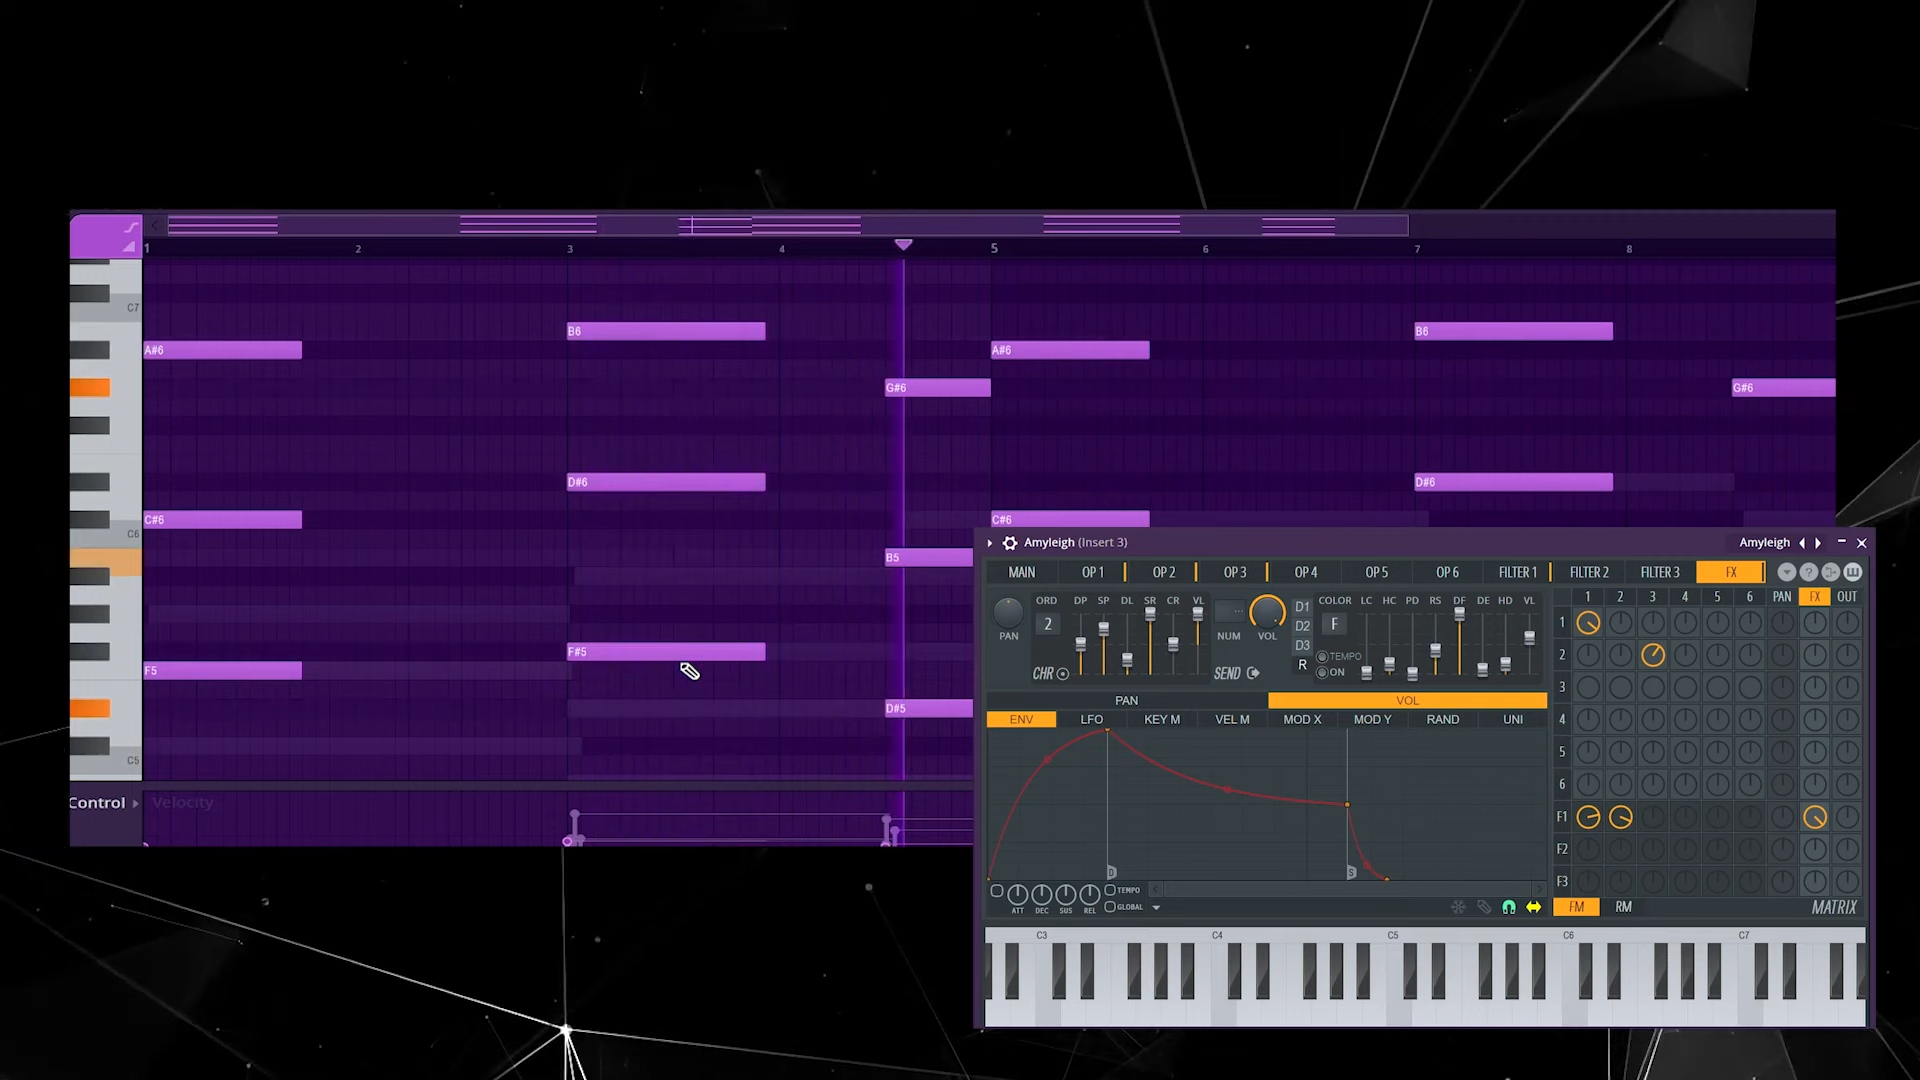 1 2 3 4 5 6 7 8
C7
B6 B6
A#6 A#6
G#6 G#6
D#6 D#6
C#6 C#6
C6
B5
F#5
F5
D#5
C5
Control Velocity
Amyleigh (Insert 3) Amyleigh
MAIN OP 1 OP 2 OP 3 OP 4 OP 5 OP 6 FILTER 1 FILTER 2 FILTER 3 FX ?
1 2 3 4 5 6 PAN FX OUT
ORD DP SP DL SR CR VL D1 COLOR LC HC PD RS DF DE HD VL
2 D2 F
PAN NUM VOL D3
R TEMPO
ON
CHR SEND
1
2
3
4
5
6
F1
F2
F3
PAN VOL
ENV LFO KEY M VEL M MOD X MOD Y RAND UNI
D S
TEMPO
GLOBAL
ATT DEC SUS REL
FM RM MATRIX
C3 C4 C5 C6 C7